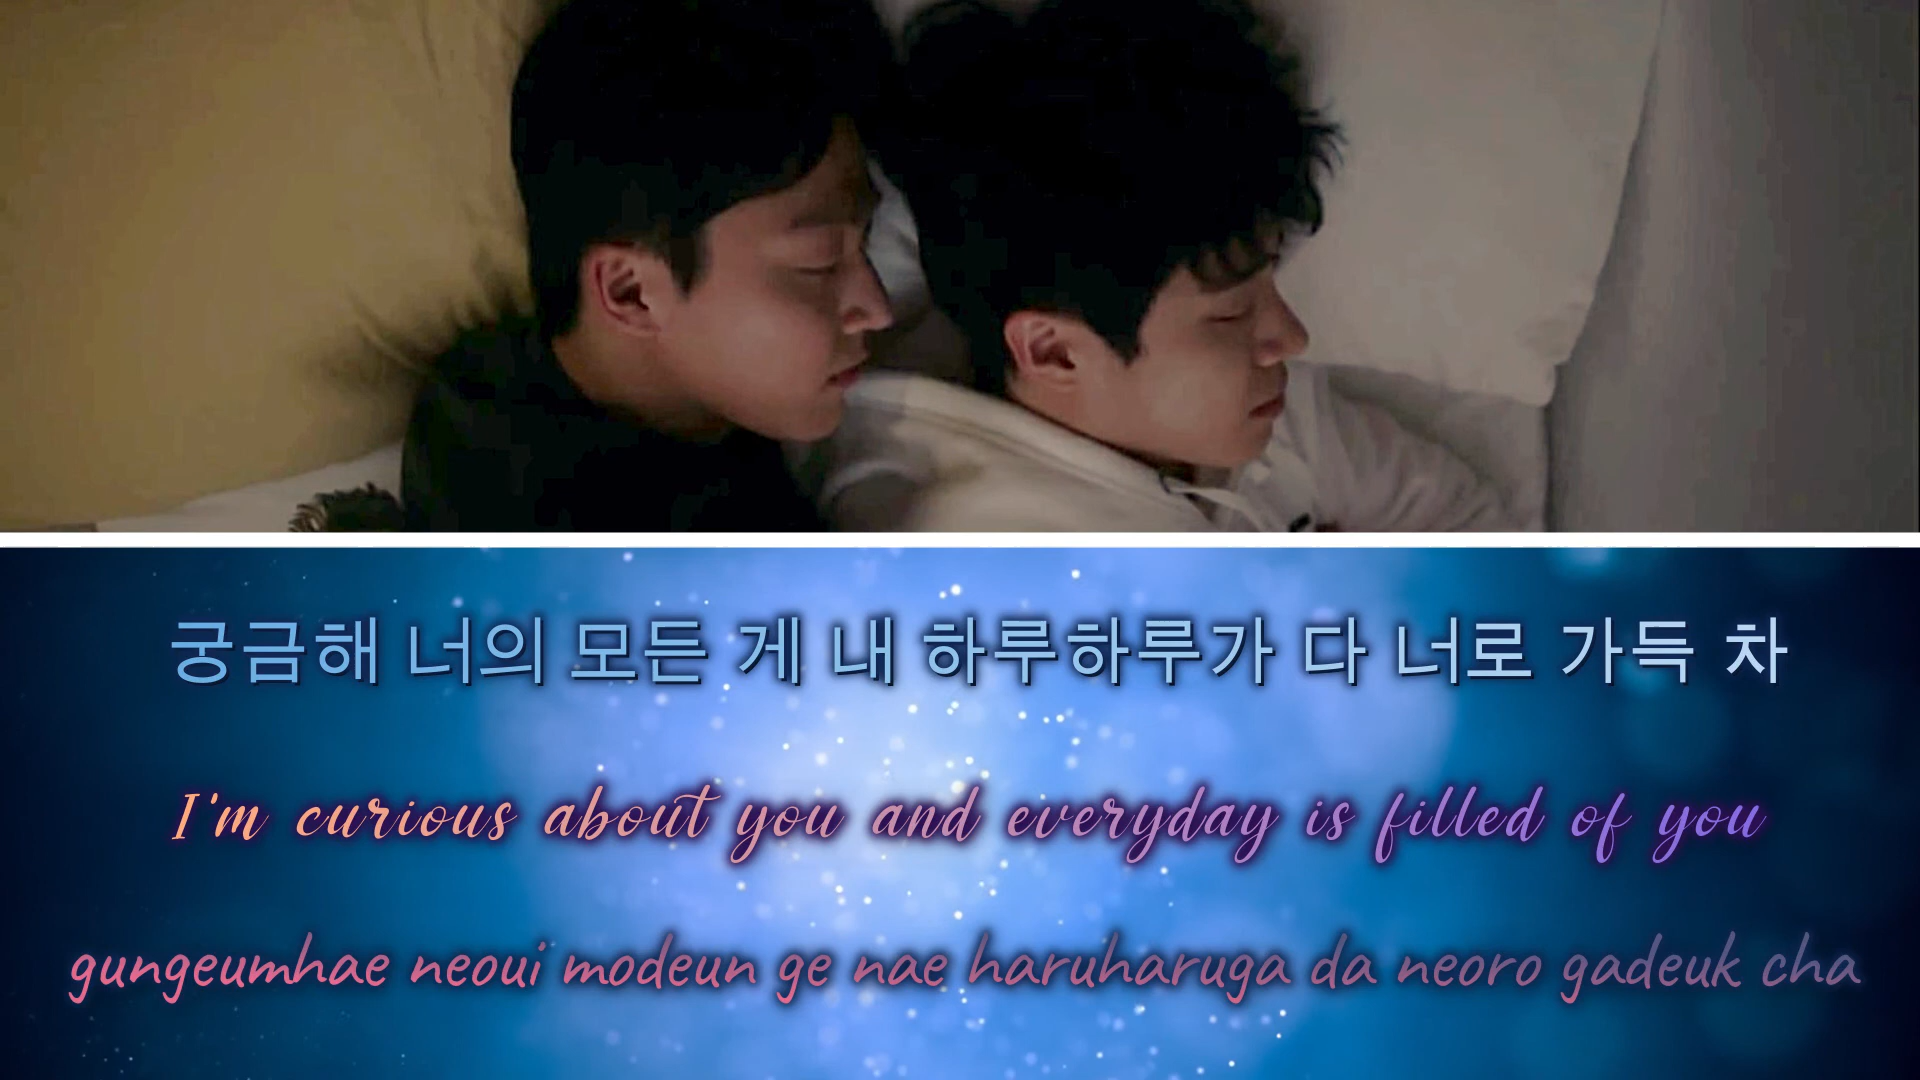 궁금해 너의 모든 게 내 하루하루가 다 너로 가득 차
I'm curious about you and everyday is filled of you
gungeumhae neoui modeun ge nae haruharuga da neoro gadeuk cha